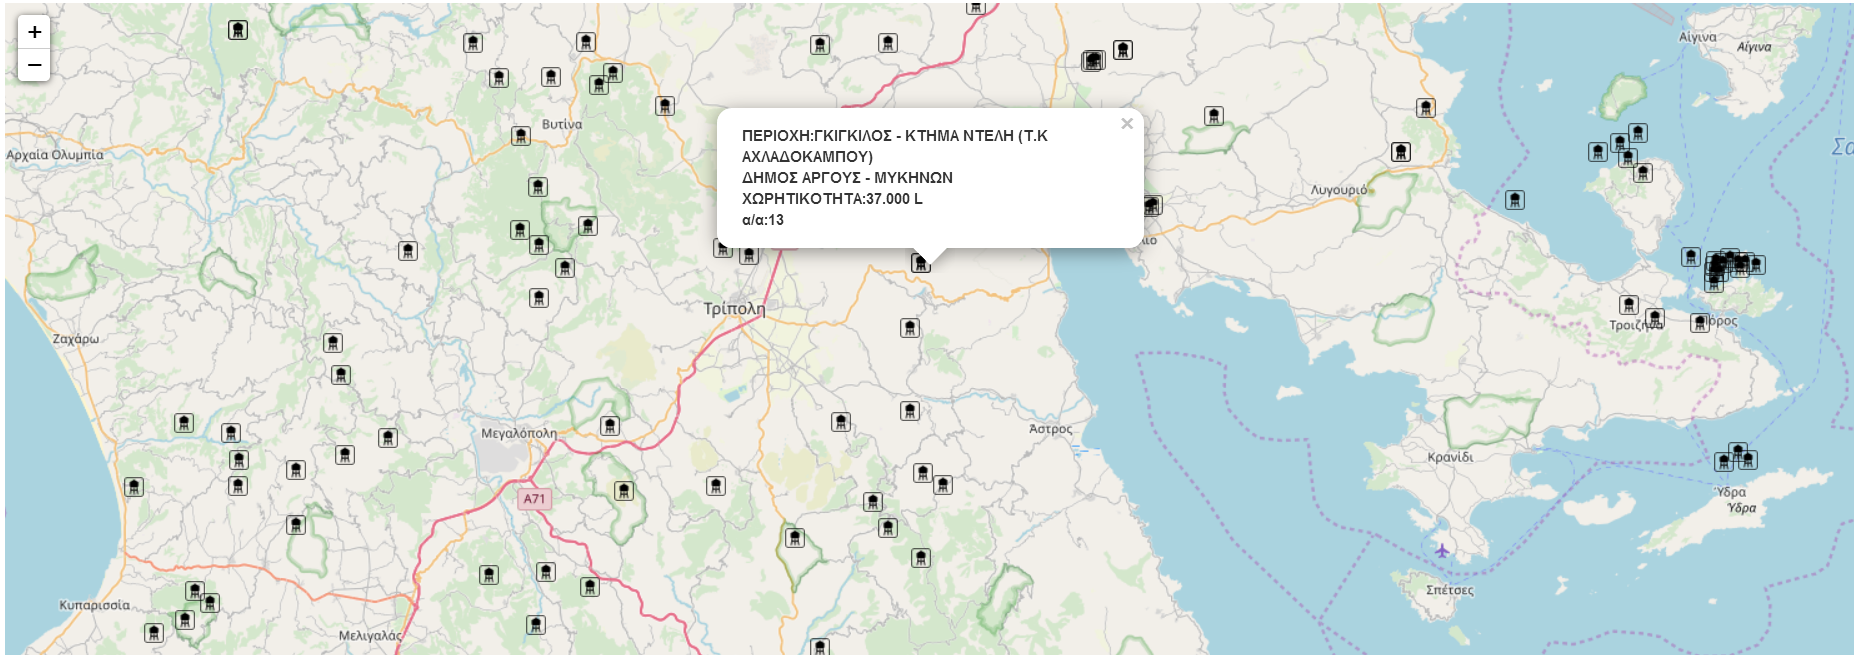 +
−
Αίγινα
Αίγινα
Βυτίνα
Αρχαία Ολυμπία
ΠΕΡΙΟΧΗ:ΓΚΙΓΚΙΛΟΣ - ΚΤΗΜΑ ΝΤΕΛΗ (Τ.Κ
ΑΧΛΑΔΟΚΑΜΠΟΥ)
ΔΗΜΟΣ ΑΡΓΟΥΣ - ΜΥΚΗΝΩΝ
ΧΩΡΗΤΙΚΟΤΗΤΑ:37.000 L
α/α:13
×
Σα
Λυγουριό
λιο
Τρίπολη
Ζαχάρω
Τροιζήνα
Πόρος
Μεγαλόπολη
Άστρος
Κρανίδι
A71
Ύδρα
Ύδρα
Σπέτσες
Κυπαρισσία
Μελιγαλάς